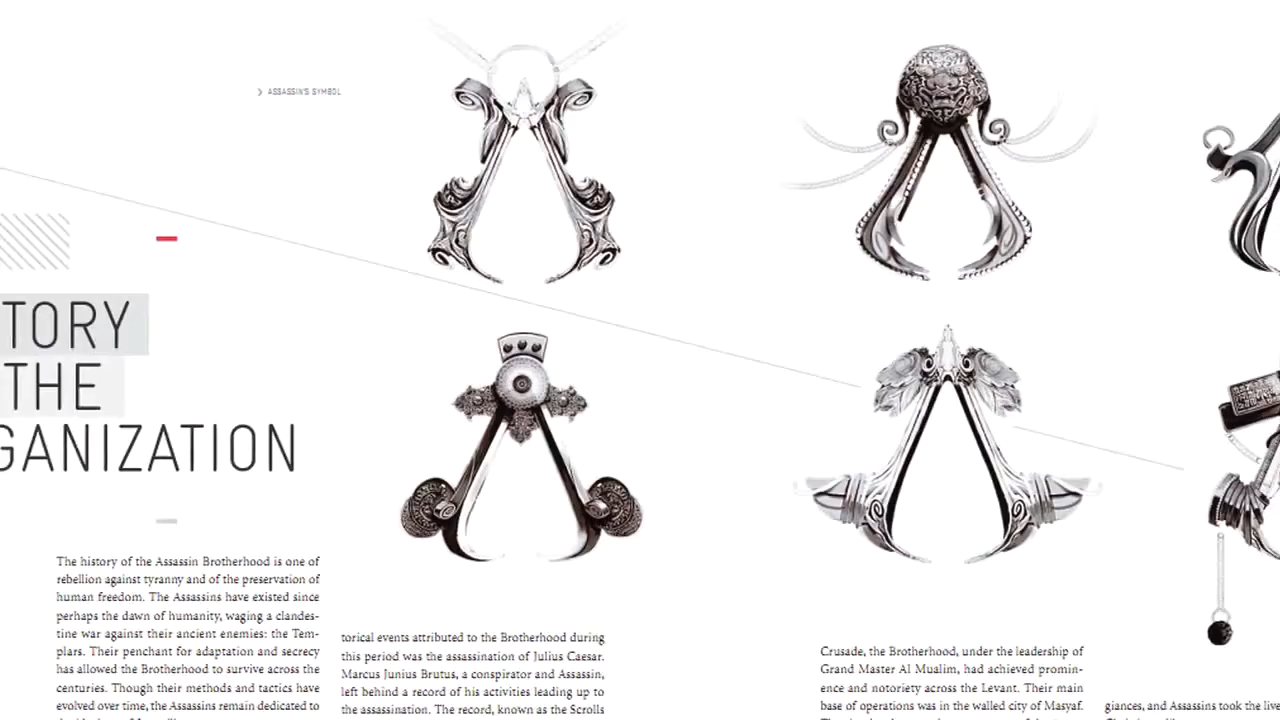 ASSASSIN'S SYMBOL
TORY
THE
GANIZATION
The history of the Assassin Brotherhood is one of
rebellion against tyranny and of the preservation of
human freedom. The Assassins have existed since
perhaps the dawn of humanity, waging a clandes-
tine war against their ancient enemies: the Tem-
plars. Their penchant for adaptation and secrecy
has allowed the Brotherhood to survive across the
centuries. Though their methods and tactics have
evolved over time, the Assassins remain dedicated to
torical events attributed to the Brotherhood during
this period was the assassination of Julius Caesar.
Marcus Junius Brutus, a conspirator and Assassin,
left behind a record of his activities leading up to
the assassination. The record, known as the Scrolls
Crusade, the Brotherhood, under the leadership of
Grand Master Al Mualim, had achieved promin-
ence and notoriety across the Levant. Their main
base of operations was in the walled city of Masyaf.
giances, and Assassins took the live